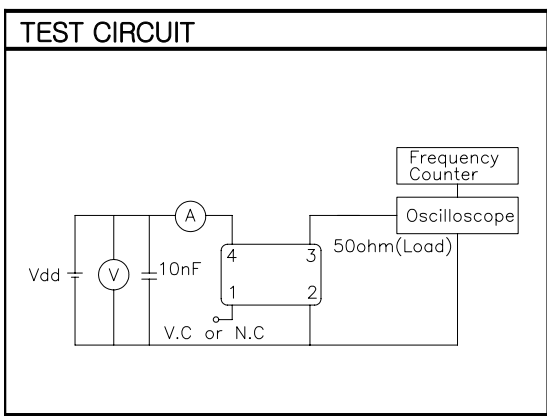 TEST CIRCUIT
Frequency
Counter
A
Oscilloscope
4
3
50ohm(Load)
Vdd
V
10nF
1
2
V.C or N.C